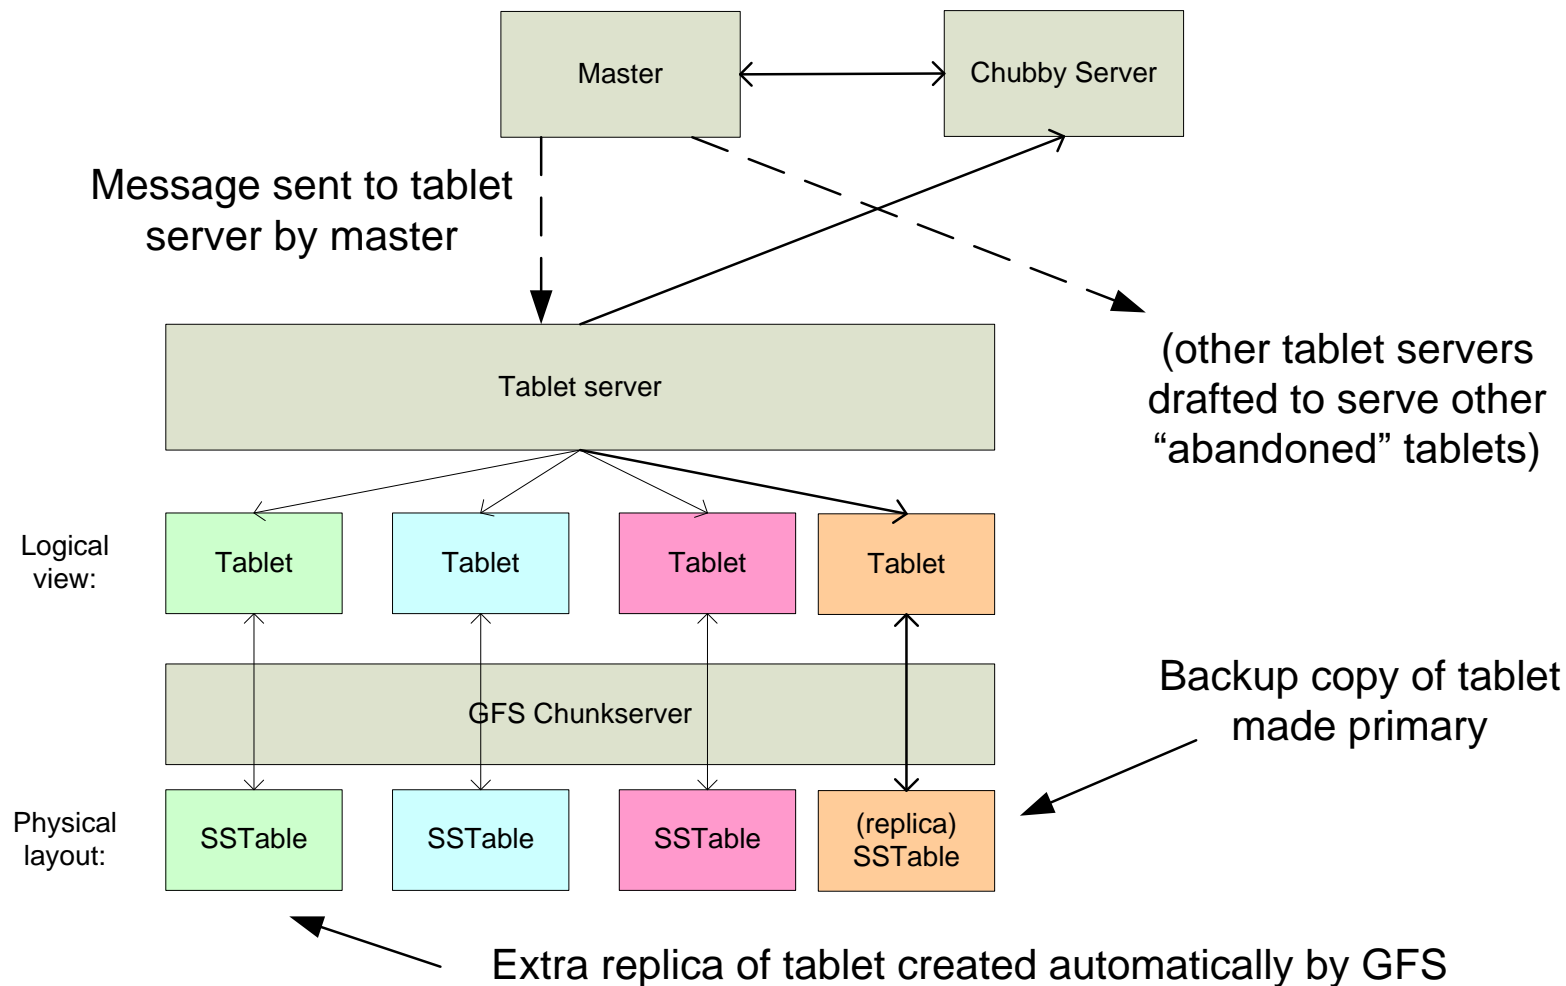 Master
Chubby Server
Message sent to tablet
server by master
(other tablet servers
drafted to serve other
“abandoned” tablets)
Tablet server
Logical
view:
Tablet
Tablet
Tablet
Tablet
GFS Chunkserver
Backup copy of tablet
made primary
Physical
layout:
SSTable
SSTable
SSTable
(replica)
SSTable
Extra replica of tablet created automatically by GFS